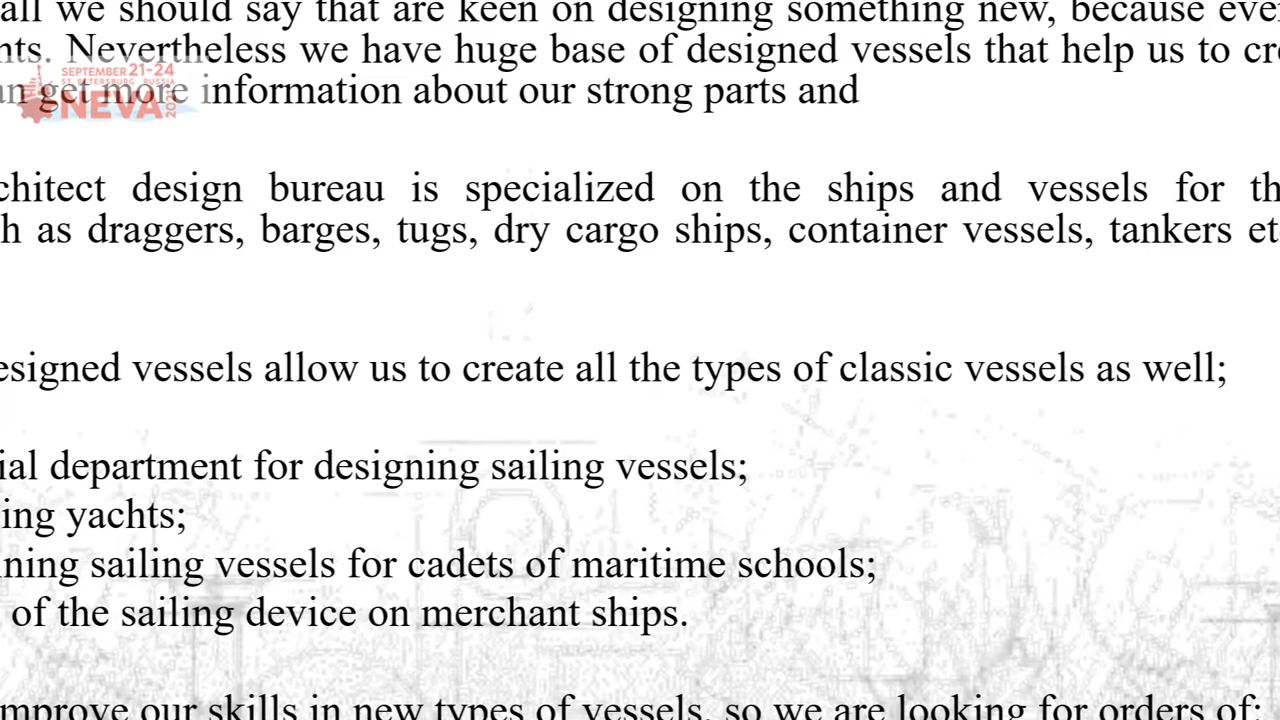 all we should say that are keen on designing something new, because eve
nts. Nevertheless we have huge base of designed vessels that help us to cr
SEPTEMBER 21-24
ST. PETERSBURG RUSSIA
NEVA
an get more information about our strong parts and
chitect design bureau is specialized on the ships and vessels for th
h as draggers, barges, tugs, dry cargo ships, container vessels, tankers et
esigned vessels allow us to create all the types of classic vessels as well;
ial department for designing sailing vessels;
ing yachts;
ning sailing vessels for cadets of maritime schools;
of the sailing device on merchant ships.
mprove our skills in new types of vessels, so we are looking for orders of: